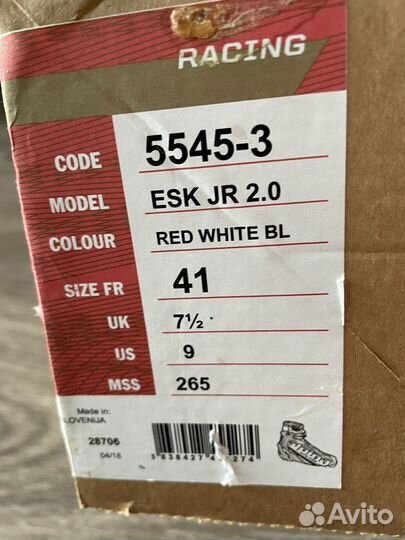 RACING
CODE 5545-3
MODEL ESK JR 2.0
COLOUR RED WHITE BL
SIZE FR 41
UK 7½
US 9
MSS 265
Made in:
SLOVENIJA
28706
04/18
Avito